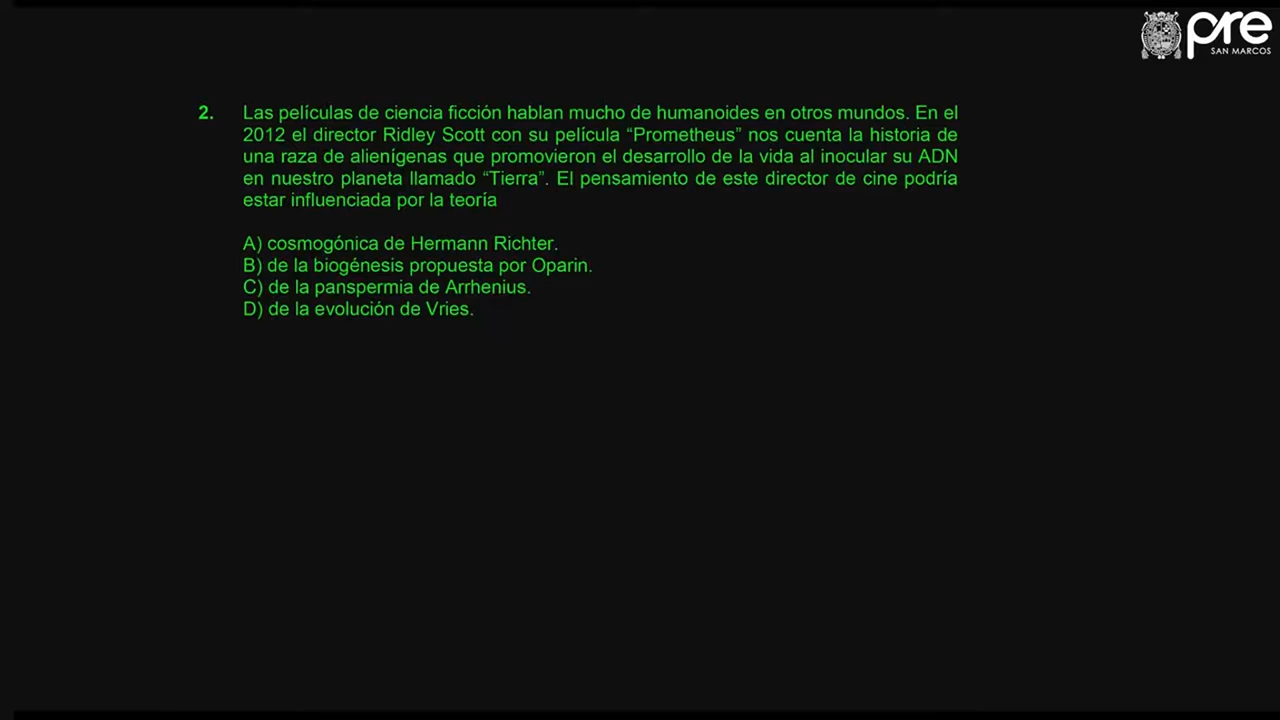 pre
SAN MARCOS
2. Las películas de ciencia ficción hablan mucho de humanoides en otros mundos. En el
2012 el director Ridley Scott con su película “Prometheus” nos cuenta la historia de
una raza de alienígenas que promovieron el desarrollo de la vida al inocular su ADN
en nuestro planeta llamado “Tierra”. El pensamiento de este director de cine podría
estar influenciada por la teoría
A) cosmogónica de Hermann Richter.
B) de la biogénesis propuesta por Oparin.
C) de la panspermia de Arrhenius.
D) de la evolución de Vries.